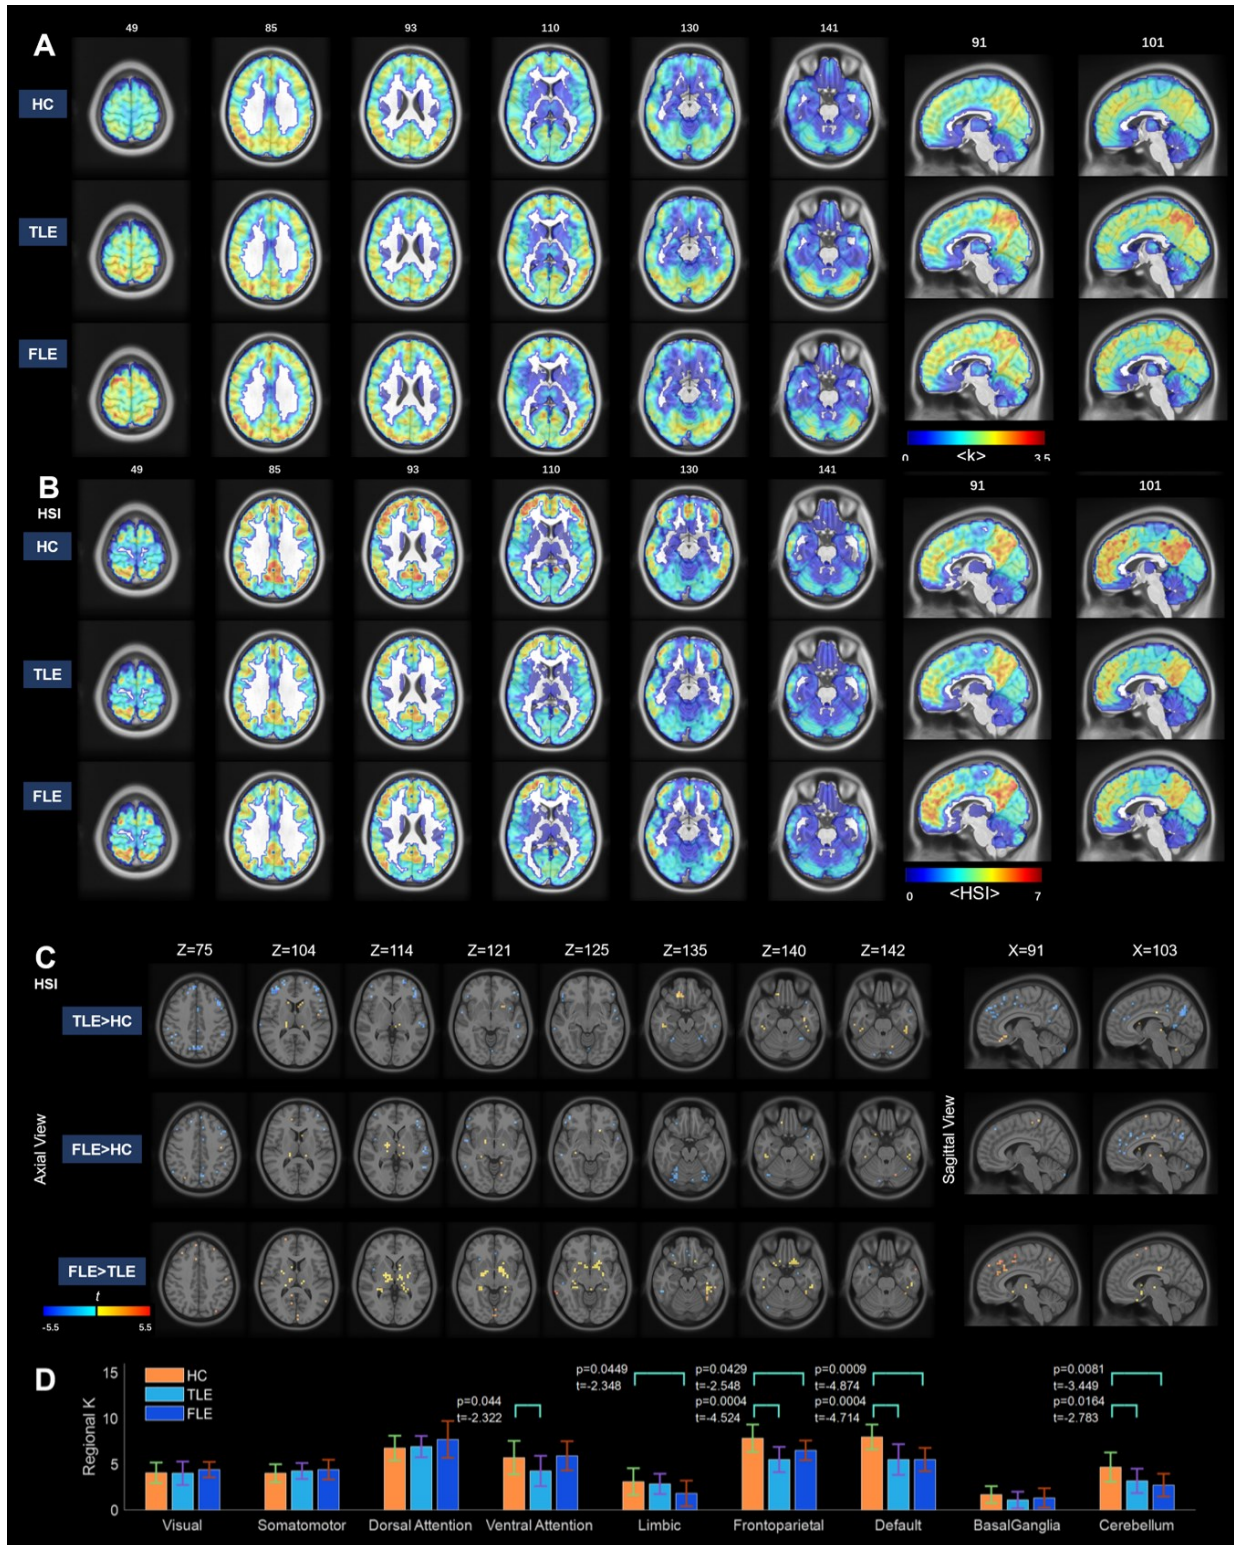 A
49 85 93 110 130 141 91 101
HC
TLE
FLE
0 <k> 3.5
B
49 85 93 110 130 141 91 101
HSI
HC
TLE
FLE
0 <HSI> 7
C
Z=75 Z=104 Z=114 Z=121 Z=125 Z=135 Z=140 Z=142 X=91 X=103
HSI
TLE>HC
FLE>HC
Axial View
Sagittal View
FLE>TLE
t
-5.5 5.5
D
Regional K
15
10
5
0
HC
TLE
FLE
p=0.044
t=-2.322
p=0.0449
t=-2.348
p=0.0429
t=-2.548
p=0.0004
t=-4.524
p=0.0009
t=-4.874
p=0.0004
t=-4.714
p=0.0081
t=-3.449
p=0.0164
t=-2.783
Visual Somatomotor Dorsal Attention Ventral Attention Limbic Frontoparietal Default BasalGanglia Cerebellum